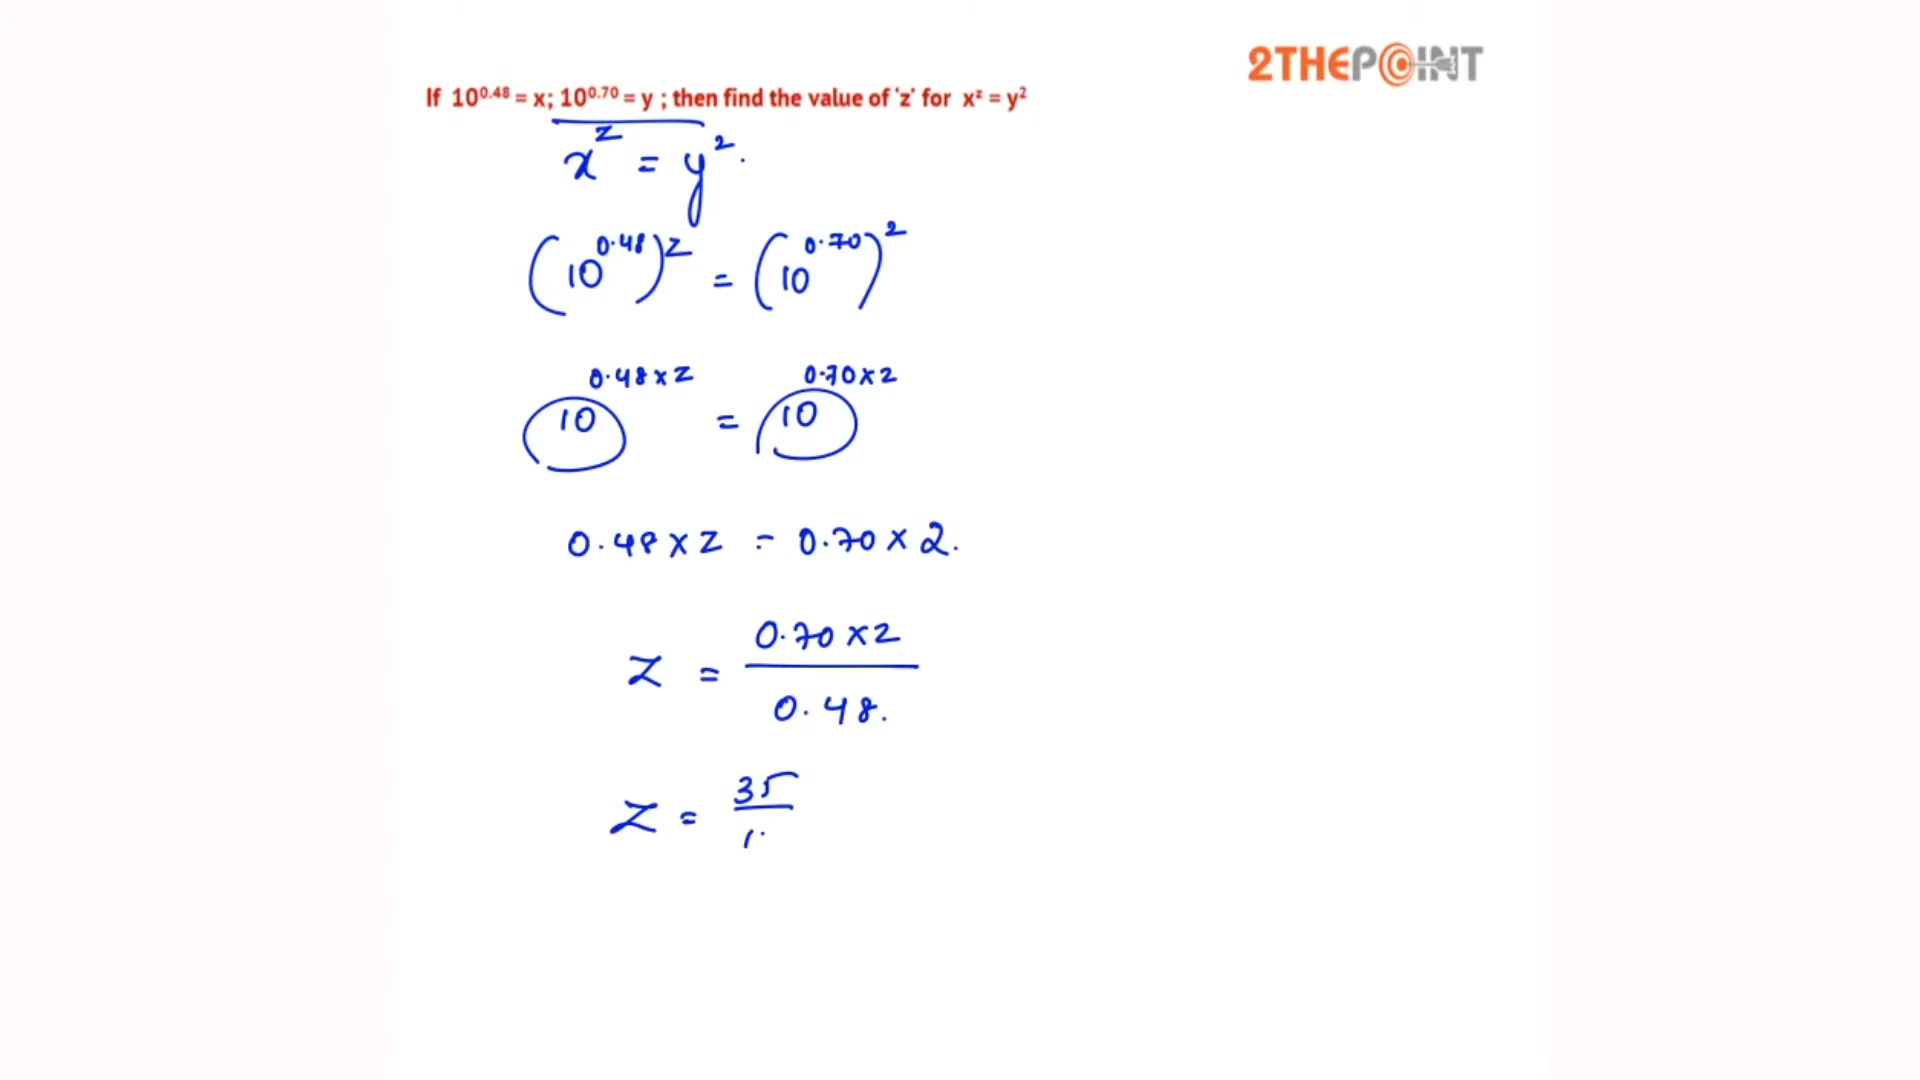 2THEPOINT
If 10^0.48 = x; 10^0.70 = y ; then find the value of 'z' for x^z = y^2
x^z = y^2.
(10^0.48)^z = (10^0.70)^2
10^0.48×z = 10^0.70×2
0.48 × z = 0.70 × 2.
z = 0.70 × 2
0.48.
z = 35